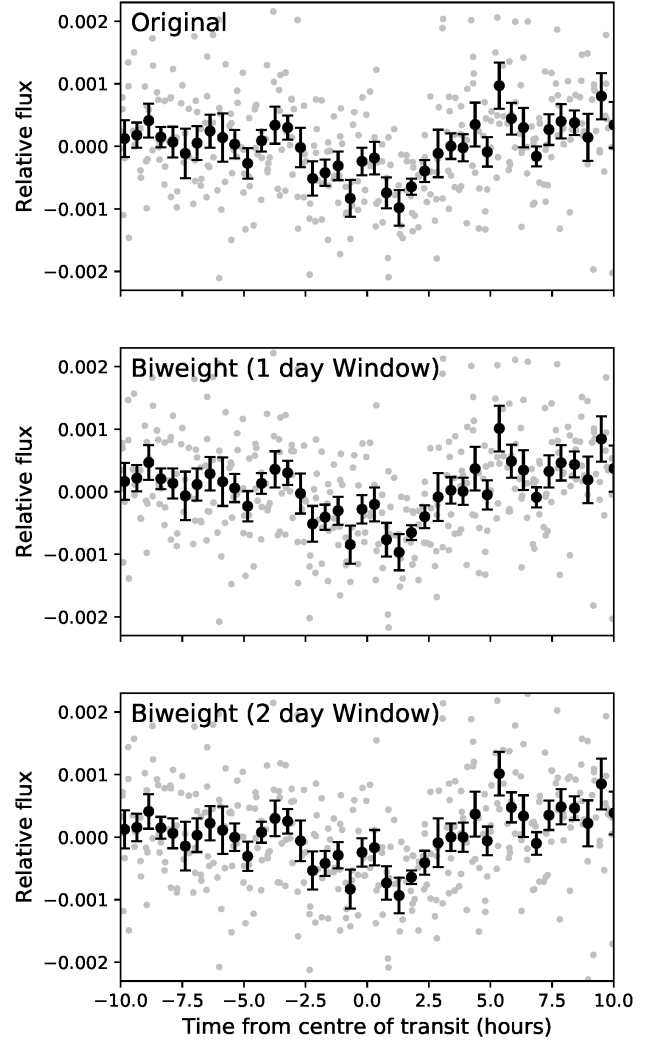 Original
0.002
0.001
0.000
−0.001
−0.002
Relative flux
−10.0 
Biweight (1 day Window)
0.002
0.001
0.000
−0.001
−0.002
Relative flux
Biweight (2 day Window)
0.002
0.001
0.000
−0.001
−0.002
Relative flux
−10.0 −7.5 −5.0 −2.5 0.0 2.5 5.0 7.5 10.0
Time from centre of transit (hours)